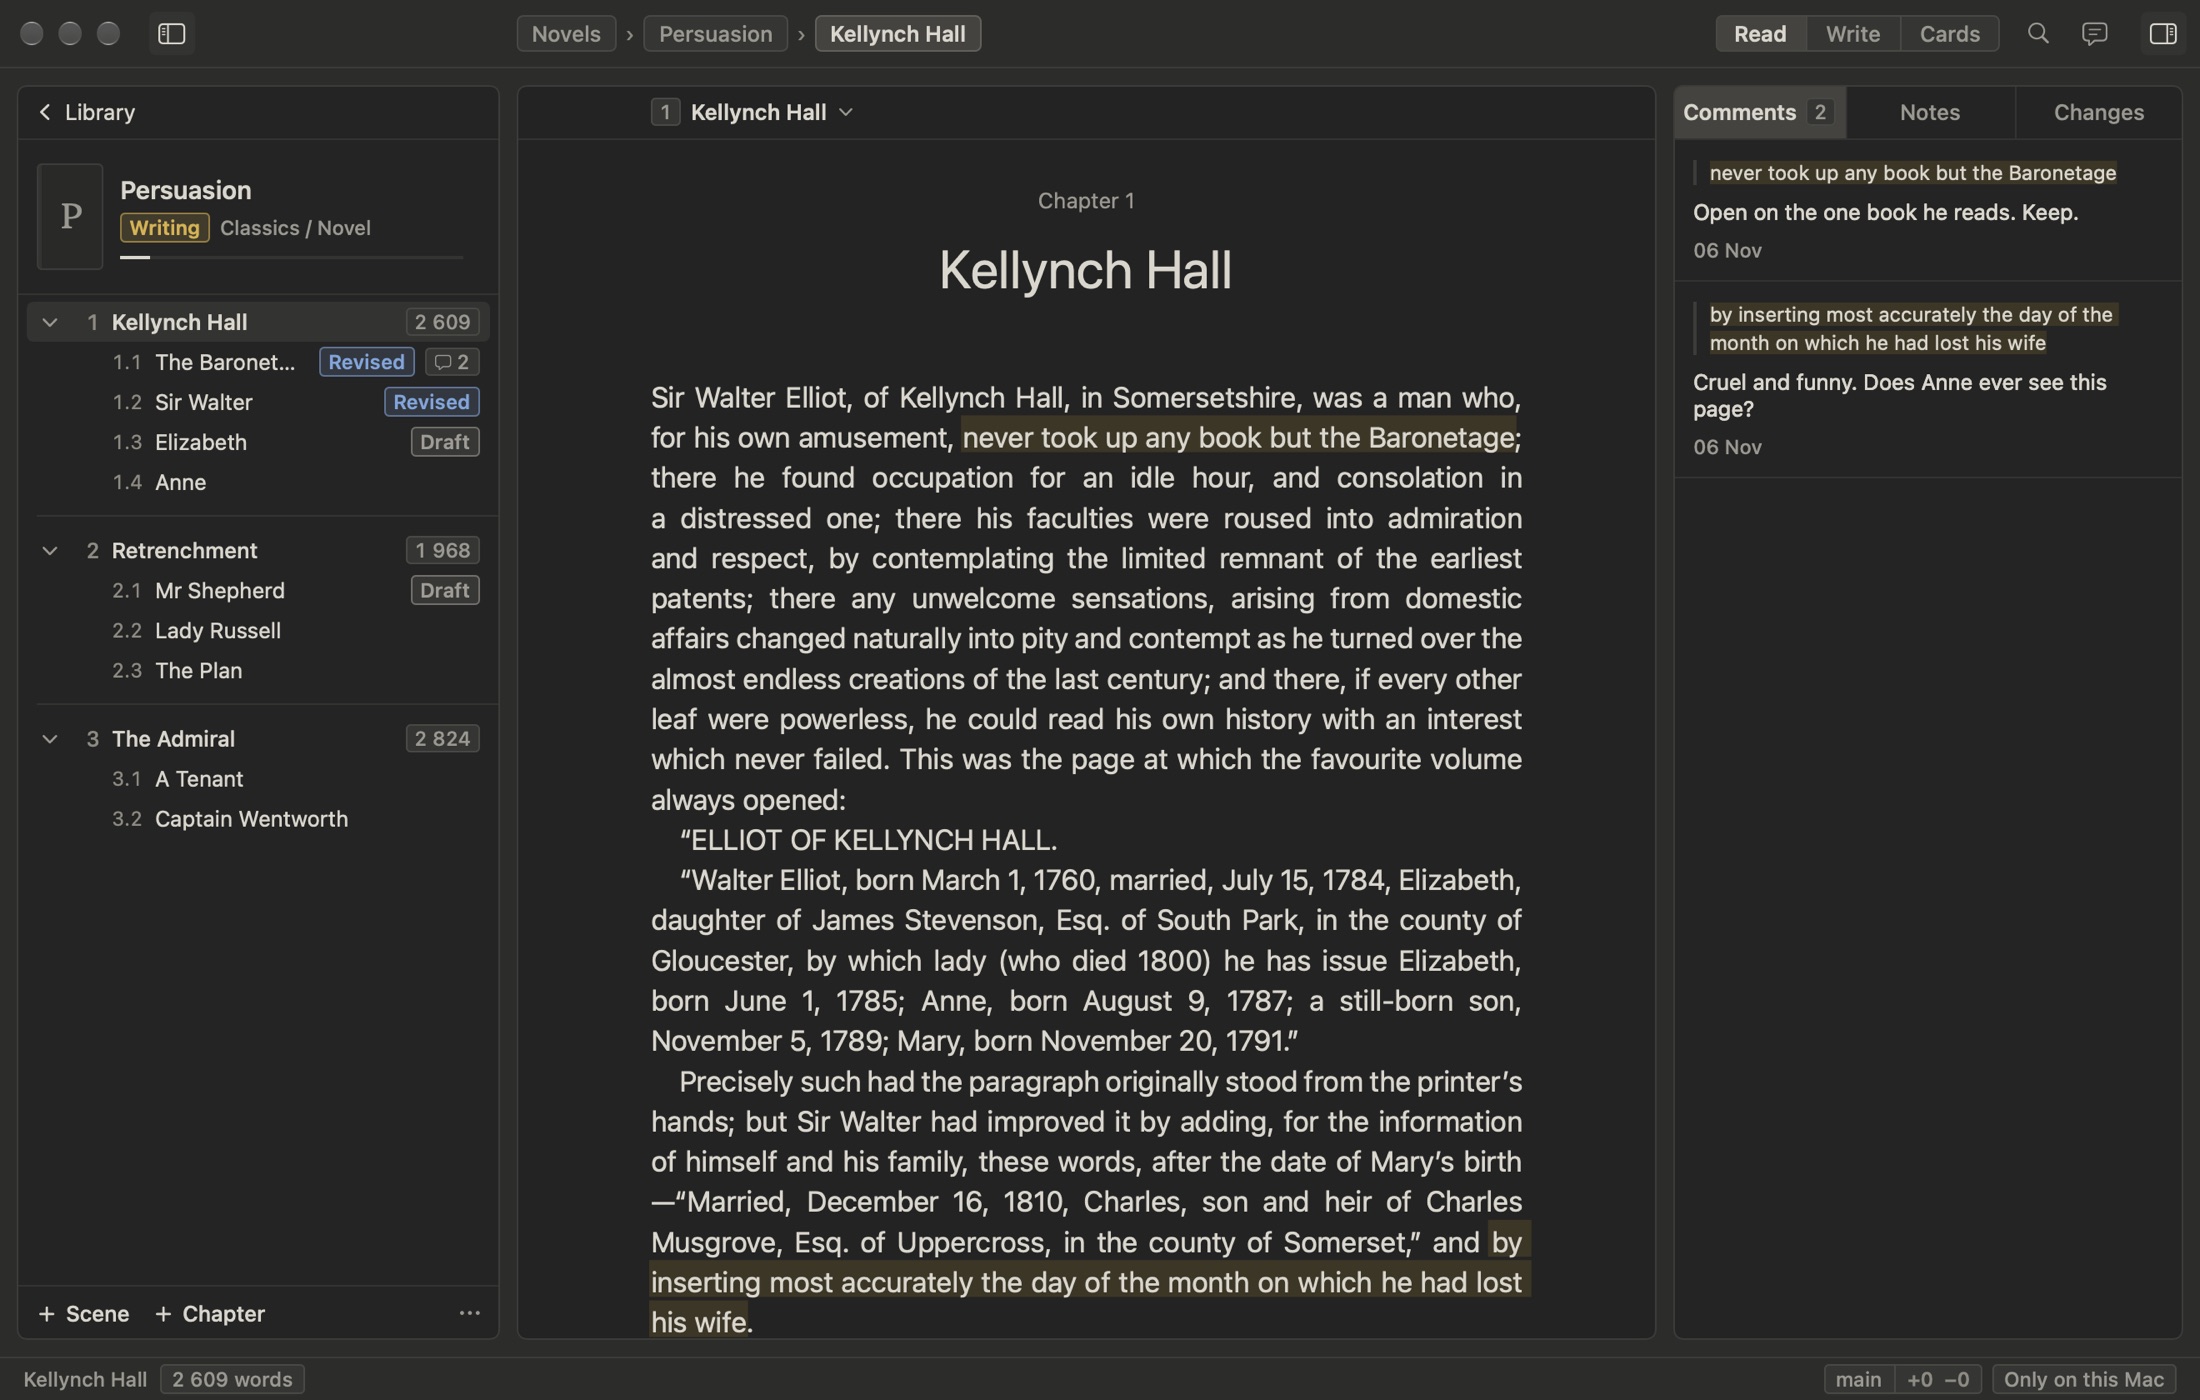 Novels › Persuasion › Kellynch Hall
Read Write Cards
Library
P
Persuasion
Writing Classics / Novel
1 Kellynch Hall 2 609
1.1 The Baronet... Revised 2
1.2 Sir Walter Revised
1.3 Elizabeth Draft
1.4 Anne
2 Retrenchment 1 968
2.1 Mr Shepherd Draft
2.2 Lady Russell
2.3 The Plan
3 The Admiral 2 824
3.1 A Tenant
3.2 Captain Wentworth
+ Scene + Chapter ...
1 Kellynch Hall
Chapter 1
Kellynch Hall
Sir Walter Elliot, of Kellynch Hall, in Somersetshire, was a man who,
for his own amusement, never took up any book but the Baronetage;
there he found occupation for an idle hour, and consolation in
a distressed one; there his faculties were roused into admiration
and respect, by contemplating the limited remnant of the earliest
patents; there any unwelcome sensations, arising from domestic
affairs changed naturally into pity and contempt as he turned over the
almost endless creations of the last century; and there, if every other
leaf were powerless, he could read his own history with an interest
which never failed. This was the page at which the favourite volume
always opened:
“ELLIOT OF KELLYNCH HALL.
“Walter Elliot, born March 1, 1760, married, July 15, 1784, Elizabeth,
daughter of James Stevenson, Esq. of South Park, in the county of
Gloucester, by which lady (who died 1800) he has issue Elizabeth,
born June 1, 1785; Anne, born August 9, 1787; a still-born son,
November 5, 1789; Mary, born November 20, 1791.”
Precisely such had the paragraph originally stood from the printer’s
hands; but Sir Walter had improved it by adding, for the information
of himself and his family, these words, after the date of Mary’s birth
—“Married, December 16, 1810, Charles, son and heir of Charles
Musgrove, Esq. of Uppercross, in the county of Somerset,” and by
inserting most accurately the day of the month on which he had lost
his wife.
Comments 2 Notes Changes
never took up any book but the Baronetage
Open on the one book he reads. Keep.
06 Nov
by inserting most accurately the day of the
month on which he had lost his wife
Cruel and funny. Does Anne ever see this
page?
06 Nov
Kellynch Hall 2 609 words
main +0 −0 Only on this Mac